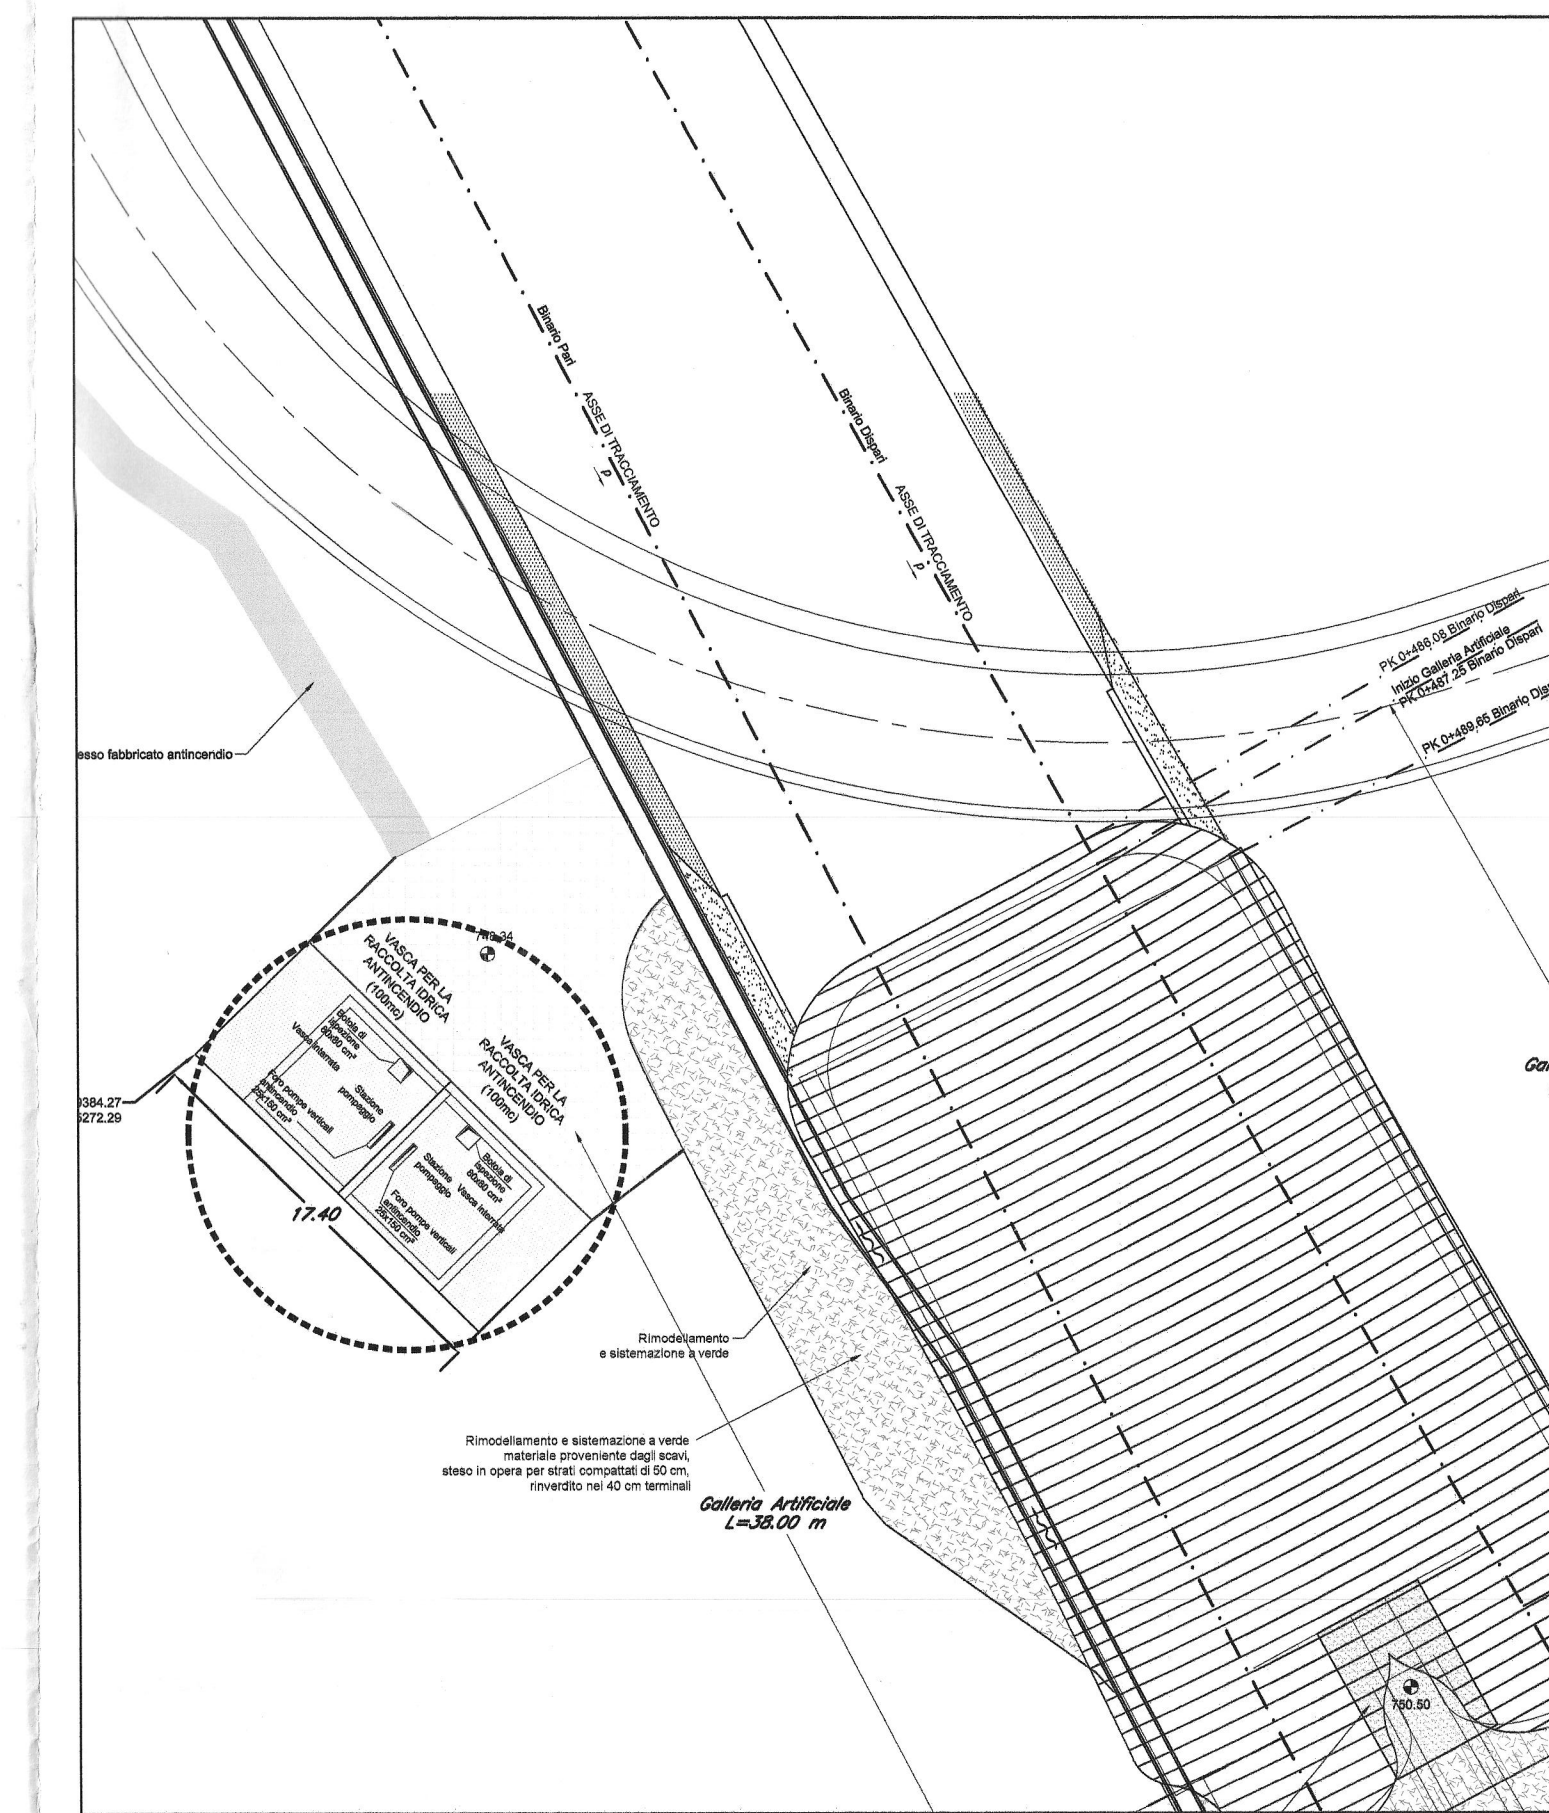 Binario Pari
ASSE DI TRACCIAMENTO
P
Binario Dispari
ASSE DI TRACCIAMENTO
P
PK 0+486.08 Binario Dispari
Inizio Galleria Artificiale
PK 0+487.25 Binario Dispari
PK 0+489.65 Binario Dis
esso fabbricato antincendio
VASCA PER LA
RACCOLTA IDRICA
ANTINCENDIO
(100mc)
VASCA PER LA
RACCOLTA IDRICA
ANTINCENDIO
(100mc)
Botola di
ispezione
80x80 cm²
Vasca interrata
Stazione
pompaggio
Foro pompe verticali
antincendio
25x150 cm²
Botola di
ispezione
80x80 cm²
Vasca interrata
Stazione
pompaggio
Foro pompe verticali
antincendio
25x150 cm²
9384.27
5272.29
17.40
Gal
Rimodellamento
e sistemazione a verde
Rimodellamento e sistemazione a verde
materiale proveniente dagli scavi,
steso in opera per strati compattati di 50 cm,
rinverdito nei 40 cm terminali
Galleria Artificiale
L=38.00 m
750.50